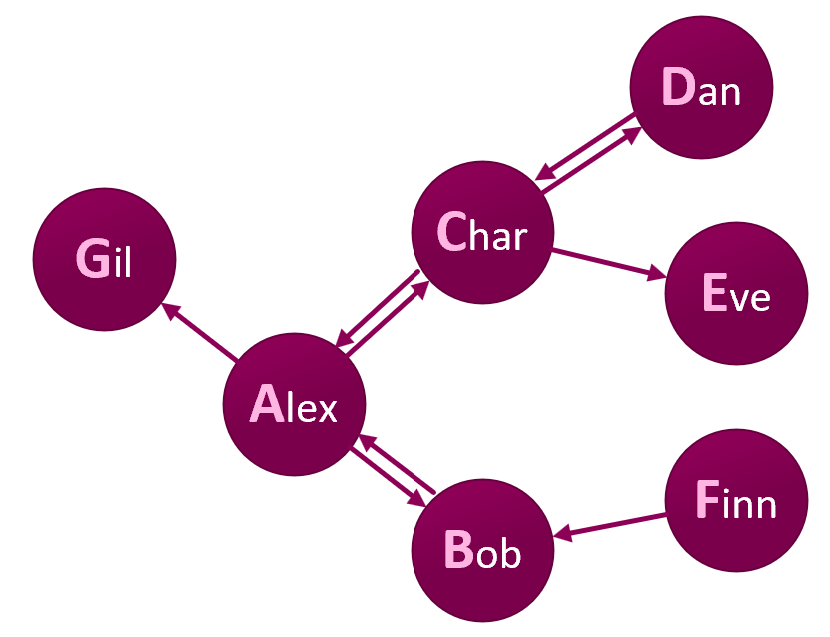 Dan
Char
Gil
Eve
Alex
Finn
Bob